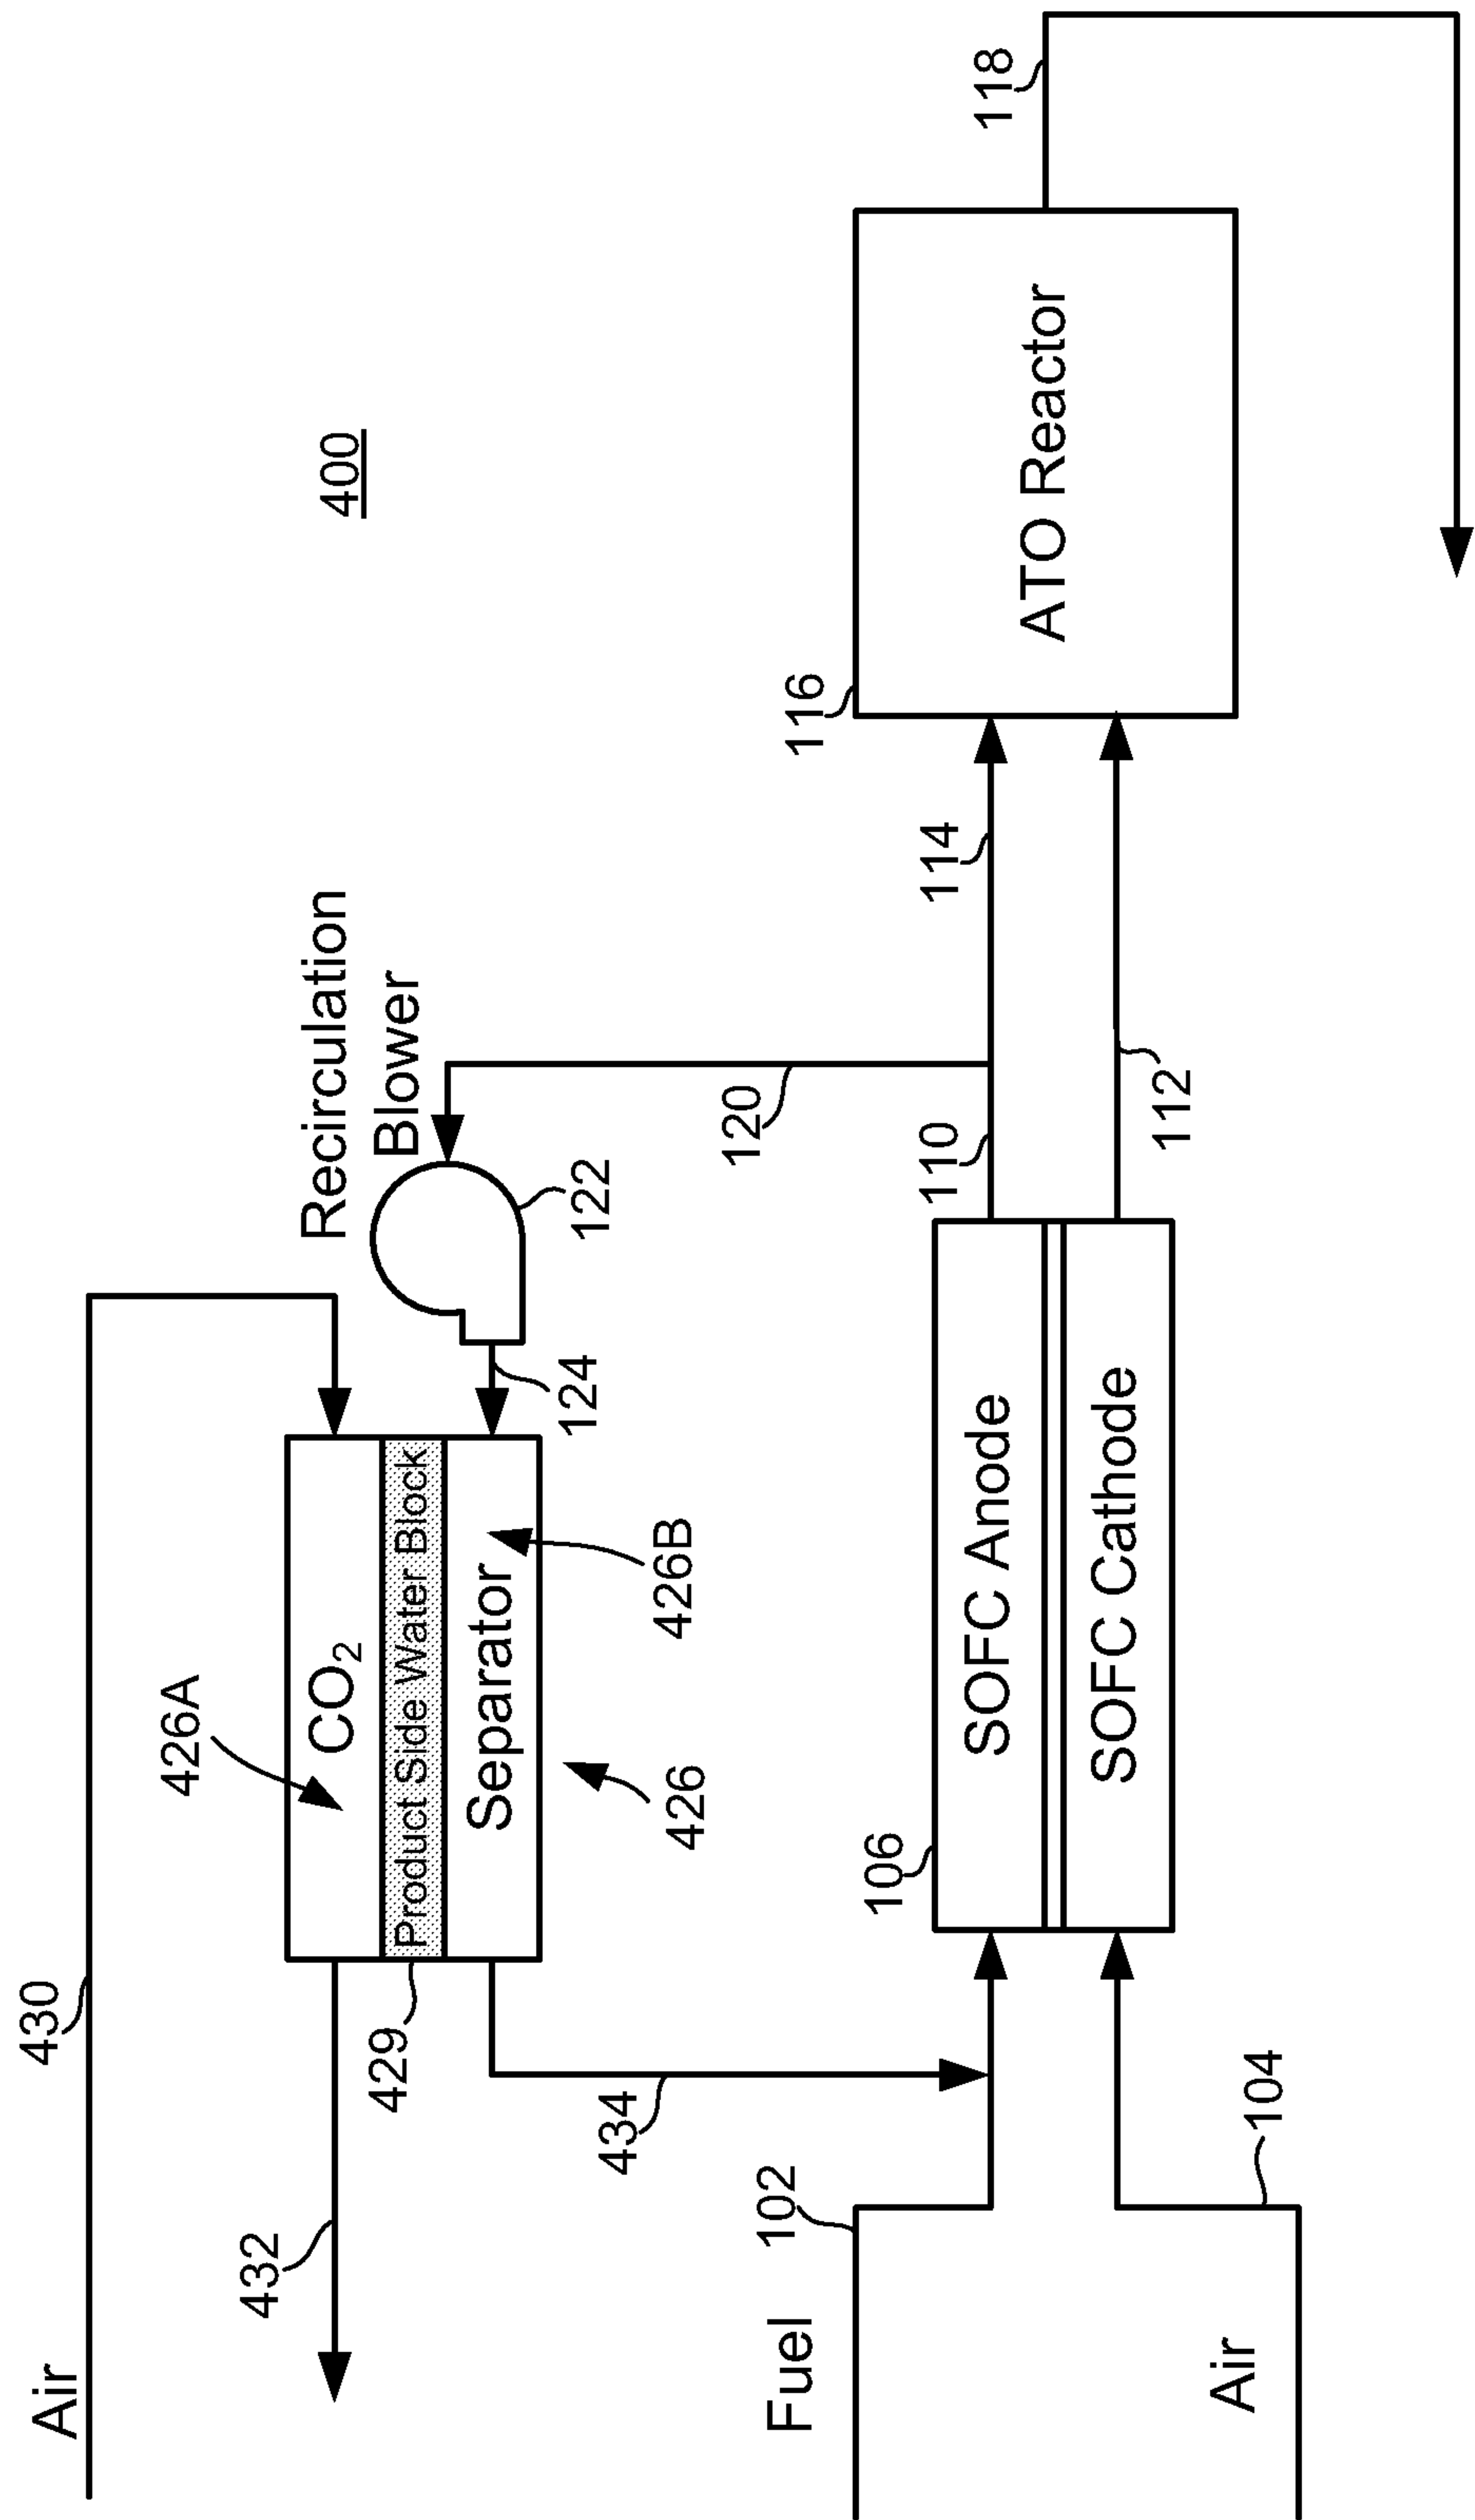 400
Air
430
432
426A
CO₂
Product Side Water Block
Separator
429
426
426B
Recirculation
Blower
122
124
120
434
Fuel
102
Air
104
106
SOFC Anode
SOFC Cathode
110
112
114
116
ATO Reactor
118